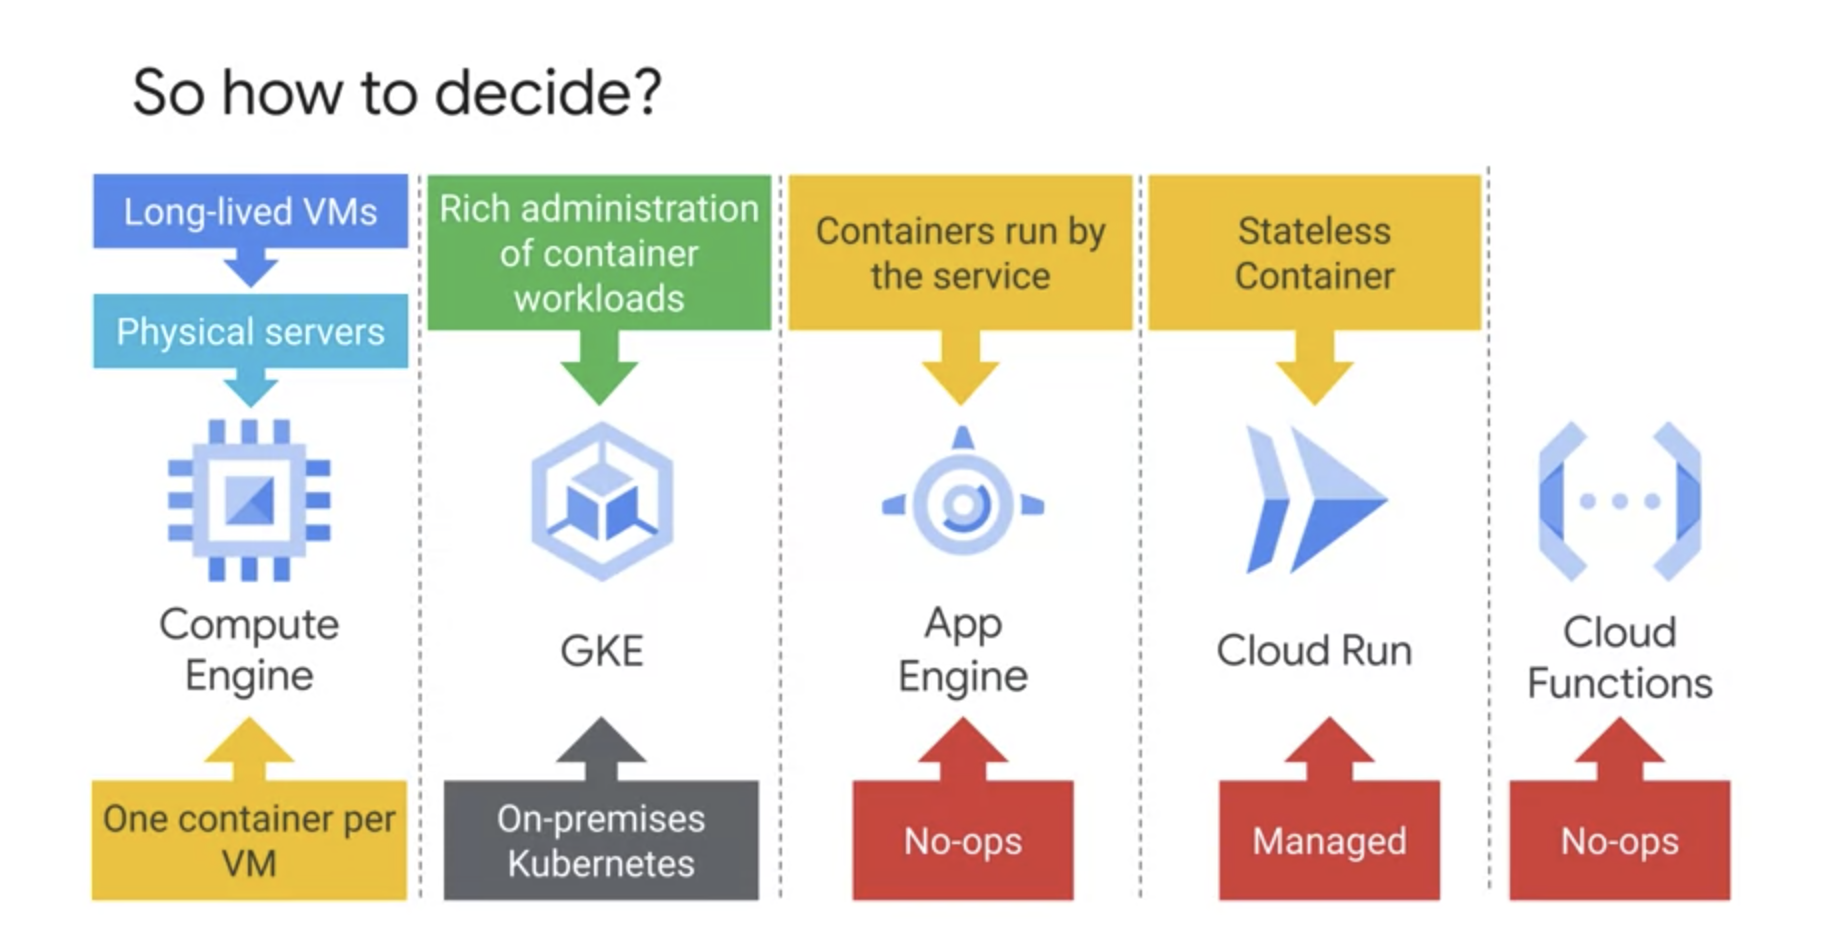 So how to decide?
Long-lived VMs
Physical servers
Compute
Engine
One container per
VM
Rich administration
of container
workloads
GKE
On-premises
Kubernetes
Containers run by
the service
App
Engine
No-ops
Stateless
Container
Cloud Run
Managed
Cloud
Functions
No-ops